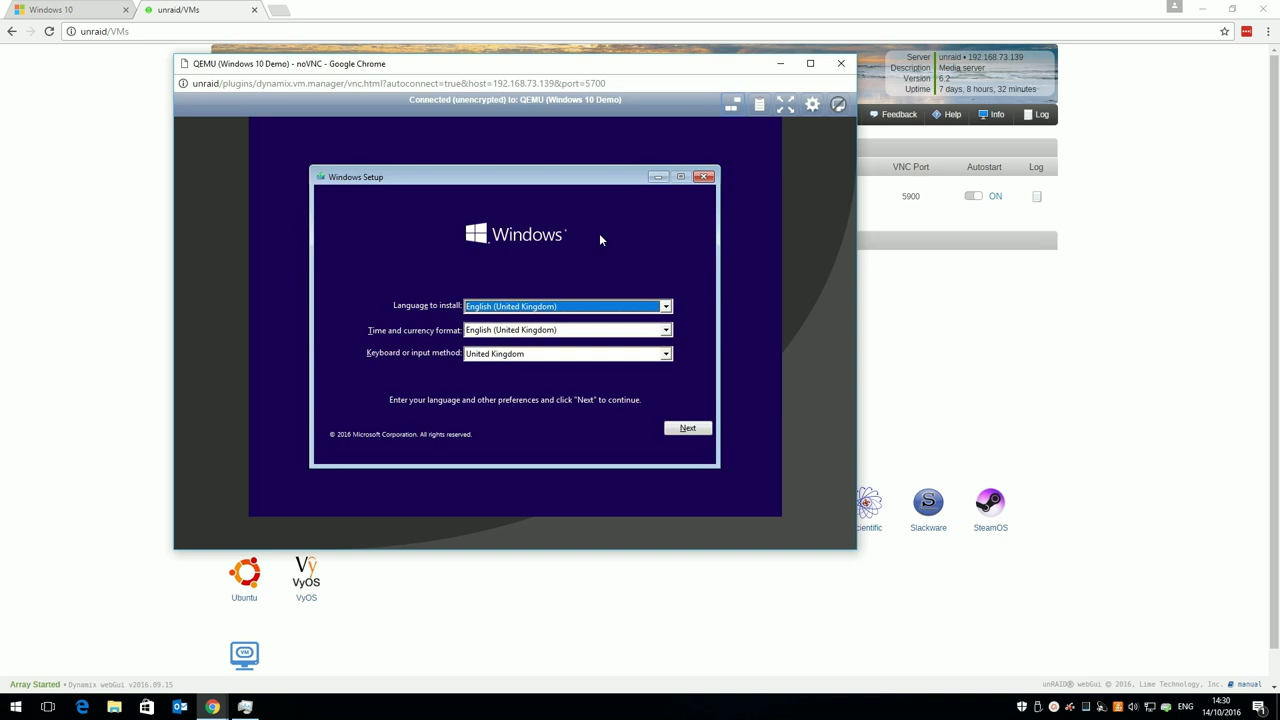 Windows 10
unraid/VMs
unraid/VMs
QEMU (Windows 10 Demo) - noVNC - Google Chrome
unraid/plugins/dynamix.vm.manager/vnc.html?autoconnect=true&host=192.168.73.139&port=5700
Connected (unencrypted) to: QEMU (Windows 10 Demo)
Server unraid • 192.168.73.139
Description Media server
Version 6.2
Uptime 7 days, 8 hours, 32 minutes
Feedback Help Info Log
VNC Port Autostart Log
5900 ON
Windows Setup
Windows
Language to install: English (United Kingdom)
Time and currency format: English (United Kingdom)
Keyboard or input method: United Kingdom
Enter your language and other preferences and click "Next" to continue.
Next
© 2016 Microsoft Corporation. All rights reserved.
cientific Slackware SteamOS
Ubuntu VyOS
VM
Array Started • Dynamix webGui v2016.09.15
unRAID® webGui © 2016, Lime Technology, Inc. manual
ENG
14:30
14/10/2016